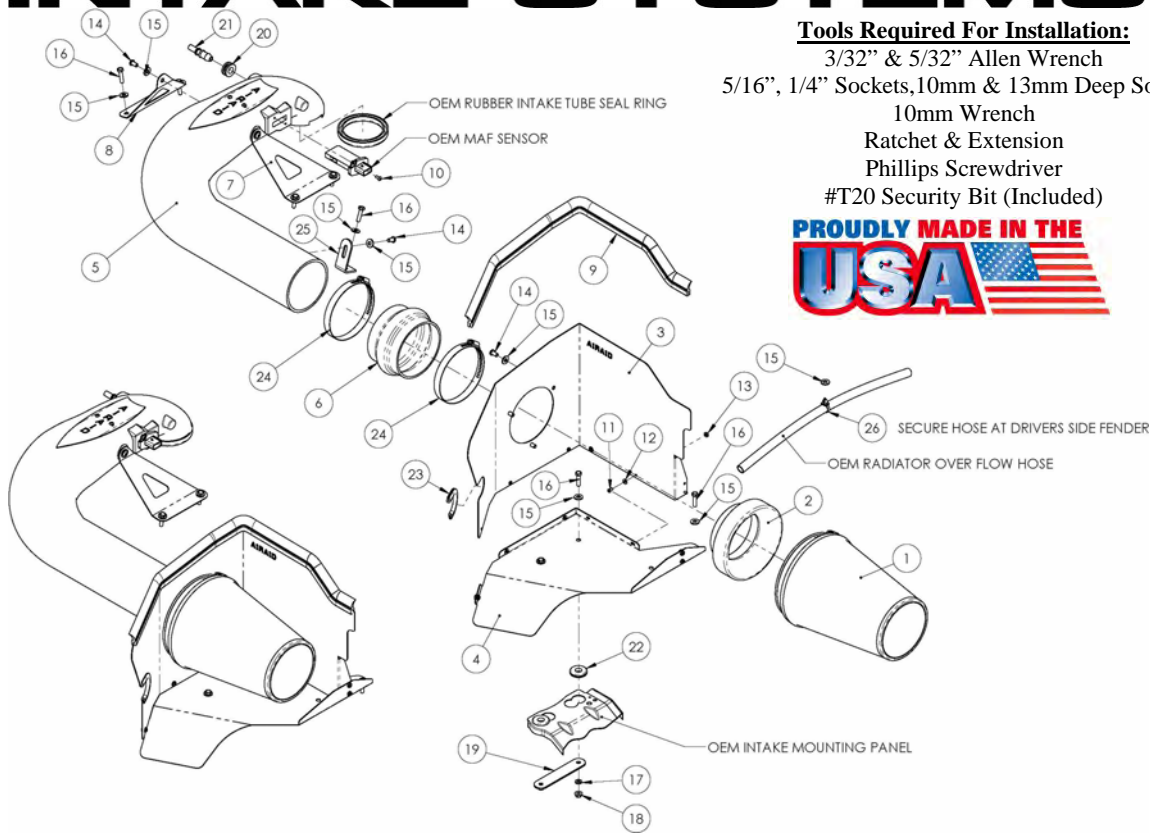 INTAKE SYSTEMS
Tools Required For Installation:
3/32” & 5/32” Allen Wrench
5/16”, 1/4” Sockets,10mm & 13mm Deep So
10mm Wrench
Ratchet & Extension
Phillips Screwdriver
#T20 Security Bit (Included)
PROUDLY MADE IN THE
USA
14
15
21
20
16
15
8
OEM RUBBER INTAKE TUBE SEAL RING
OEM MAF SENSOR
7
10
5
15
16
25
14
15
9
24
6
14
15
24
3
AIRAID
15
13
16
26 SECURE HOSE AT DRIVERS SIDE FENDER
OEM RADIATOR OVER FLOW HOSE
11
12
23
16
15
15
2
1
4
22
AIRAID
AIRAID
AIRAID
OEM INTAKE MOUNTING PANEL
19
17
18